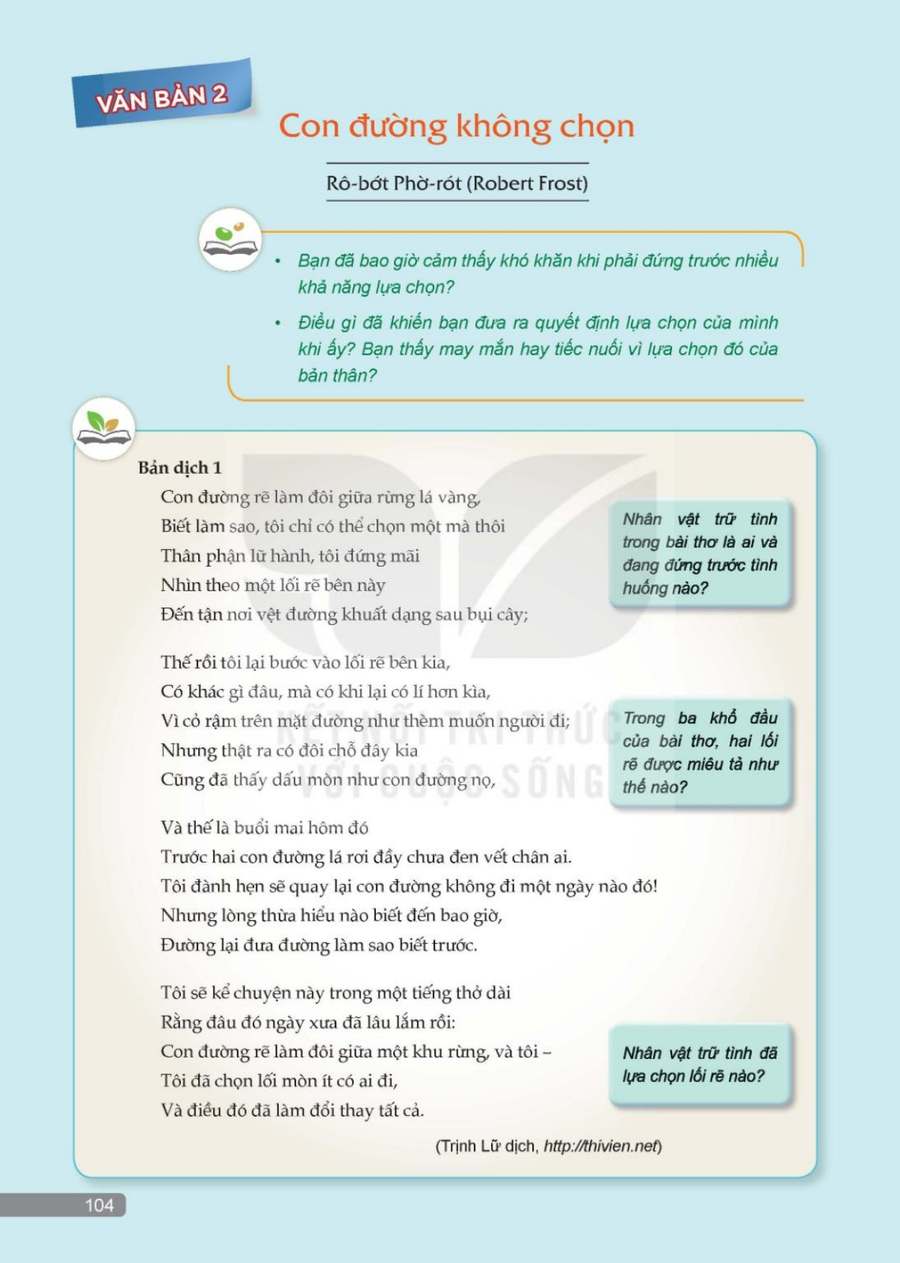 VĂN BẢN 2
Con đường không chọn
Rô-bớt Phờ-rót (Robert Frost)
• Bạn đã bao giờ cảm thấy khó khăn khi phải đứng trước nhiều
khả năng lựa chọn?
• Điều gì đã khiến bạn đưa ra quyết định lựa chọn của mình
khi ấy? Bạn thấy may mắn hay tiếc nuối vì lựa chọn đó của
bản thân?
Bản dịch 1
Con đường rẽ làm đôi giữa rừng lá vàng,
Biết làm sao, tôi chỉ có thể chọn một mà thôi
Thân phận lữ hành, tôi đứng mãi
Nhìn theo một lối rẽ bên này
Đến tận nơi vệt đường khuất dạng sau bụi cây;
Nhân vật trữ tình
trong bài thơ là ai và
đang đứng trước tình
huống nào?
Thế rồi tôi lại bước vào lối rẽ bên kia,
Có khác gì đâu, mà có khi lại có lí hơn kìa,
Vì cỏ rậm trên mặt đường như thèm muốn người đi;
Nhưng thật ra có đôi chỗ đây kia
Cũng đã thấy dấu mòn như con đường nọ,
Trong ba khổ đầu
của bài thơ, hai lối
rẽ được miêu tả như
thế nào?
KẾT NỐI TRI THỨC
VỚI CUỘC SỐNG
Và thế là buổi mai hôm đó
Trước hai con đường lá rơi đầy chưa đen vết chân ai.
Tôi đành hẹn sẽ quay lại con đường không đi một ngày nào đó!
Nhưng lòng thừa hiểu nào biết đến bao giờ,
Đường lại đưa đường làm sao biết trước.
Tôi sẽ kể chuyện này trong một tiếng thở dài
Rằng đâu đó ngày xưa đã lâu lắm rồi:
Con đường rẽ làm đôi giữa một khu rừng, và tôi –
Tôi đã chọn lối mòn ít có ai đi,
Và điều đó đã làm đổi thay tất cả.
Nhân vật trữ tình đã
lựa chọn lối rẽ nào?
(Trịnh Lữ dịch, http://thivien.net)
104